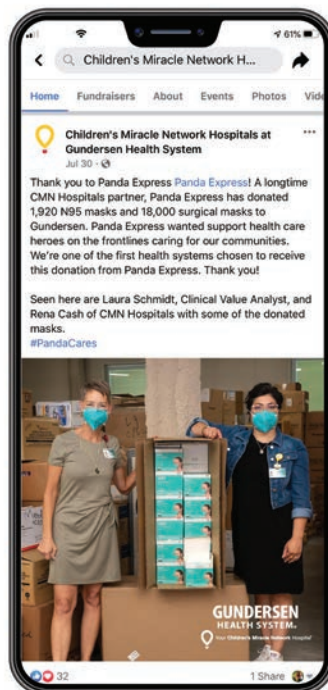 61%
Children's Miracle Network H...
Home Fundraisers About Events Photos Vide
Children's Miracle Network Hospitals at
Gundersen Health System
Jul 30
Thank you to Panda Express Panda Express! A longtime
CMN Hospitals partner, Panda Express has donated
1,920 N95 masks and 18,000 surgical masks to
Gundersen. Panda Express wanted support health care
heroes on the frontlines caring for our communities.
We're one of the first health systems chosen to receive
this donation from Panda Express. Thank you!
Seen here are Laura Schmidt, Clinical Value Analyst, and
Rena Cash of CMN Hospitals with some of the donated
masks.
#PandaCares
GUNDERSEN
HEALTH SYSTEM®
Your Children's Miracle Network Hospital
32 1 Share